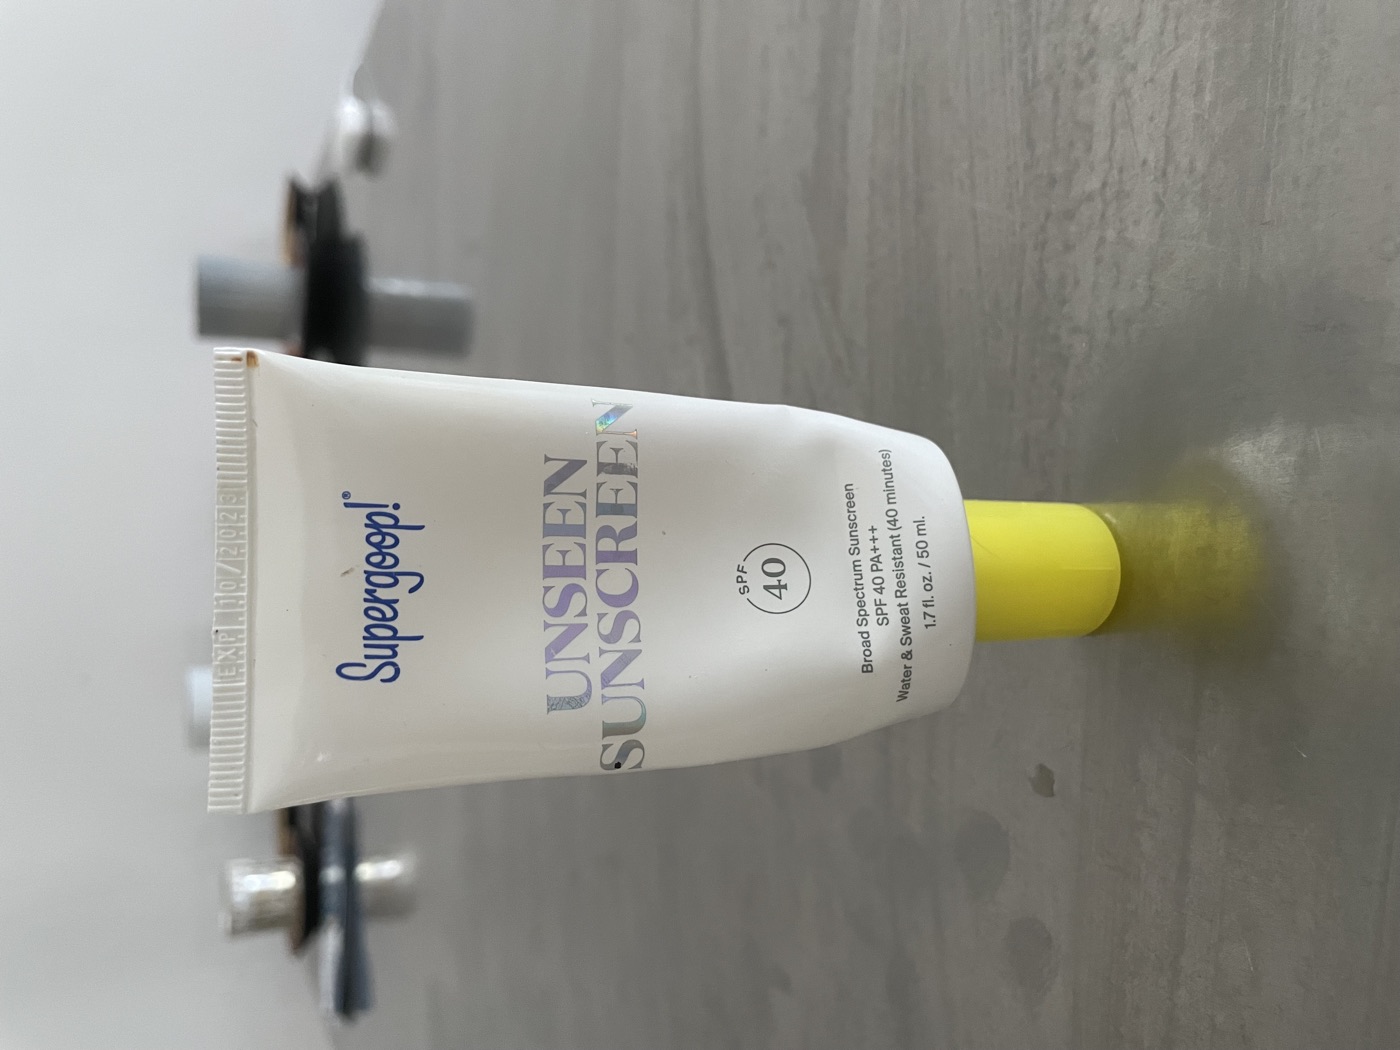 EXP. 10/2023
Supergoop!®
UNSEEN
SUNSCREEN
SPF
40
Broad Spectrum Sunscreen
SPF 40 PA+++
Water & Sweat Resistant (40 minutes)
1.7 fl. oz. / 50 ml.